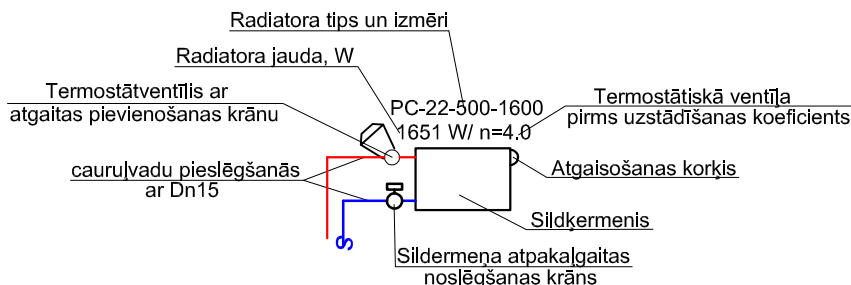 Radiatora tips un izmēri
Radiatora jauda, W
Termostātventīlis ar
atgaitas pievienošanas krānu
PC-22-500-1600
1651 W/ n=4.0
Termostātiskā ventīļa
pirms uzstādīšanas koeficients
cauruļvadu pieslēgšanās
ar Dn15
Atgaisošanas korķis
Sildķermenis
Sildermeņa atpakaļgaitas
noslēgšanas krāns
S